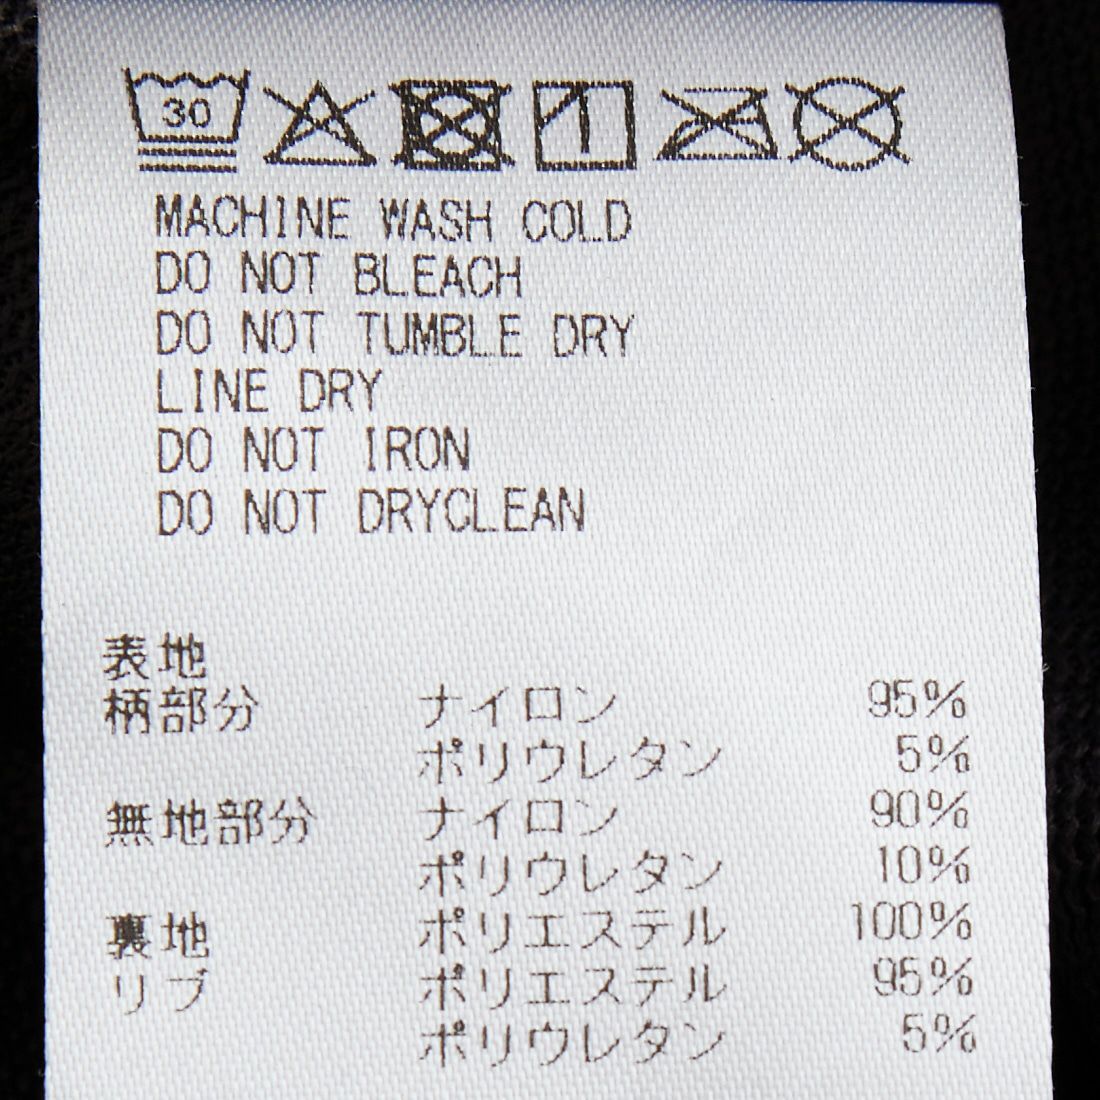 30
MACHINE WASH COLD
DO NOT BLEACH
DO NOT TUMBLE DRY
LINE DRY
DO NOT IRON
DO NOT DRYCLEAN
表地
柄部分 ナイロン 95%
ポリウレタン 5%
無地部分 ナイロン 90%
ポリウレタン 10%
裏地 ポリエステル 100%
リブ ポリエステル 95%
ポリウレタン 5%